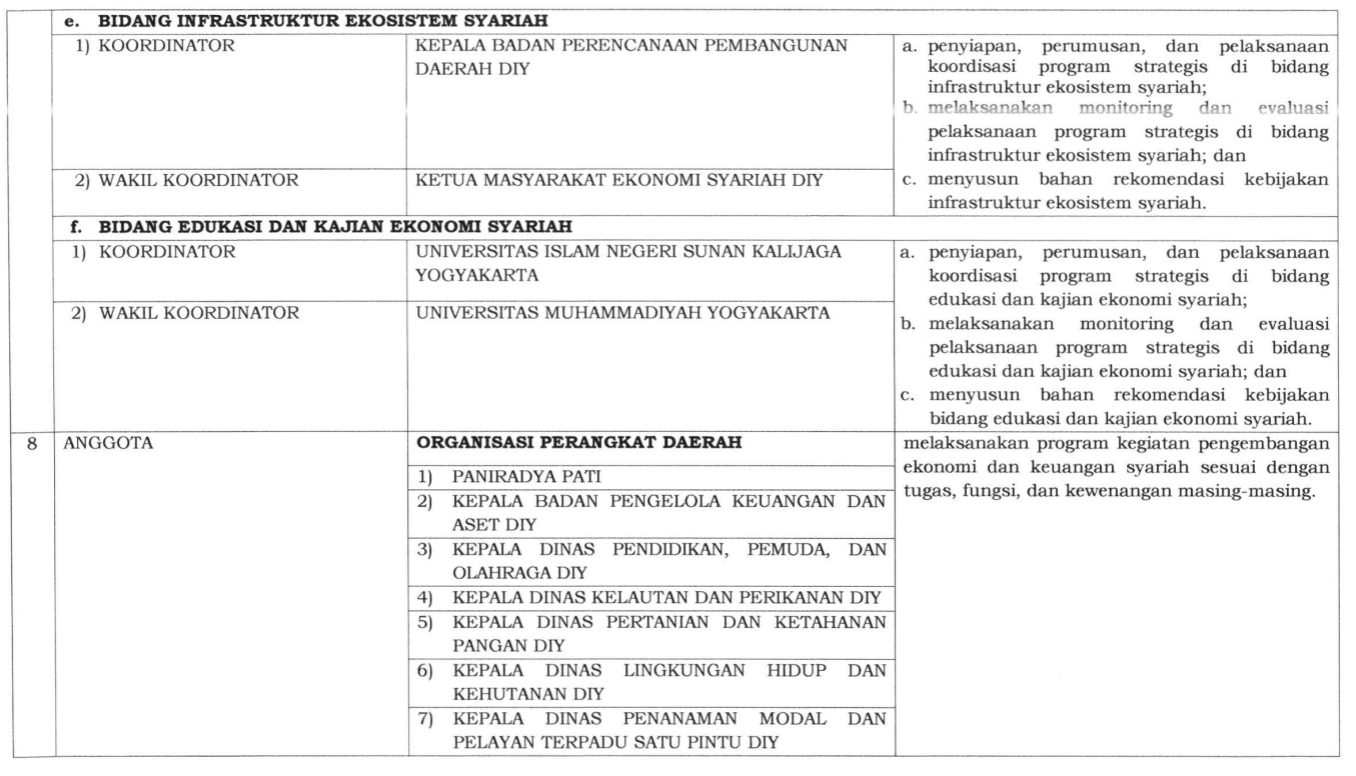 e. BIDANG INFRASTRUKTUR EKOSISTEM SYARIAH
1) KOORDINATOR
KEPALA BADAN PERENCANAAN PEMBANGUNAN
DAERAH DIY
a. penyiapan, perumusan, dan pelaksanaan
koordisasi program strategis di bidang
infrastruktur ekosistem syariah;
b. melaksanakan monitoring dan evaluasi
pelaksanaan program strategis di bidang
infrastruktur ekosistem syariah; dan
c. menyusun bahan rekomendasi kebijakan
infrastruktur ekosistem syariah.
2) WAKIL KOORDINATOR
KETUA MASYARAKAT EKONOMI SYARIAH DIY
f. BIDANG EDUKASI DAN KAJIAN EKONOMI SYARIAH
1) KOORDINATOR
UNIVERSITAS ISLAM NEGERI SUNAN KALIJAGA
YOGYAKARTA
a. penyiapan, perumusan, dan pelaksanaan
koordisasi program strategis di bidang
edukasi dan kajian ekonomi syariah;
b. melaksanakan monitoring dan evaluasi
pelaksanaan program strategis di bidang
edukasi dan kajian ekonomi syariah; dan
c. menyusun bahan rekomendasi kebijakan
bidang edukasi dan kajian ekonomi syariah.
2) WAKIL KOORDINATOR
UNIVERSITAS MUHAMMADIYAH YOGYAKARTA
8
ANGGOTA
ORGANISASI PERANGKAT DAERAH
melaksanakan program kegiatan pengembangan
ekonomi dan keuangan syariah sesuai dengan
tugas, fungsi, dan kewenangan masing-masing.
1) PANIRADYA PATI
2) KEPALA BADAN PENGELOLA KEUANGAN DAN
ASET DIY
3) KEPALA DINAS PENDIDIKAN, PEMUDA, DAN
OLAHRAGA DIY
4) KEPALA DINAS KELAUTAN DAN PERIKANAN DIY
5) KEPALA DINAS PERTANIAN DAN KETAHANAN
PANGAN DIY
6) KEPALA DINAS LINGKUNGAN HIDUP DAN
KEHUTANAN DIY
7) KEPALA DINAS PENANAMAN MODAL DAN
PELAYAN TERPADU SATU PINTU DIY